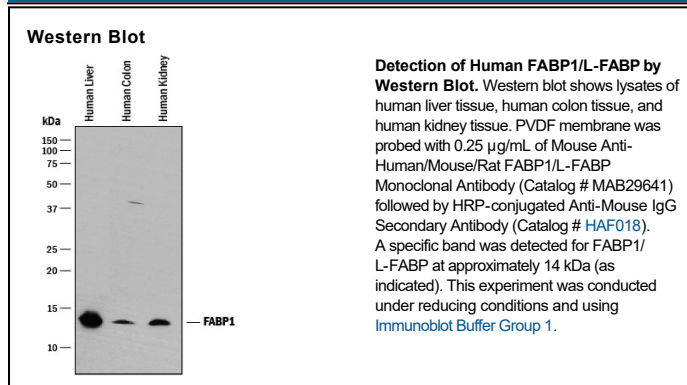 Western Blot
Human Liver
Human Colon
Human Kidney
kDa
150
100
75
50
37
25
20
15
10
FABP1
Detection of Human FABP1/L-FABP by
Western Blot. Western blot shows lysates of
human liver tissue, human colon tissue, and
human kidney tissue. PVDF membrane was
probed with 0.25 µg/mL of Mouse Anti-
Human/Mouse/Rat FABP1/L-FABP
Monoclonal Antibody (Catalog # MAB29641)
followed by HRP-conjugated Anti-Mouse IgG
Secondary Antibody (Catalog # HAF018).
A specific band was detected for FABP1/
L-FABP at approximately 14 kDa (as
indicated). This experiment was conducted
under reducing conditions and using
Immunoblot Buffer Group 1.